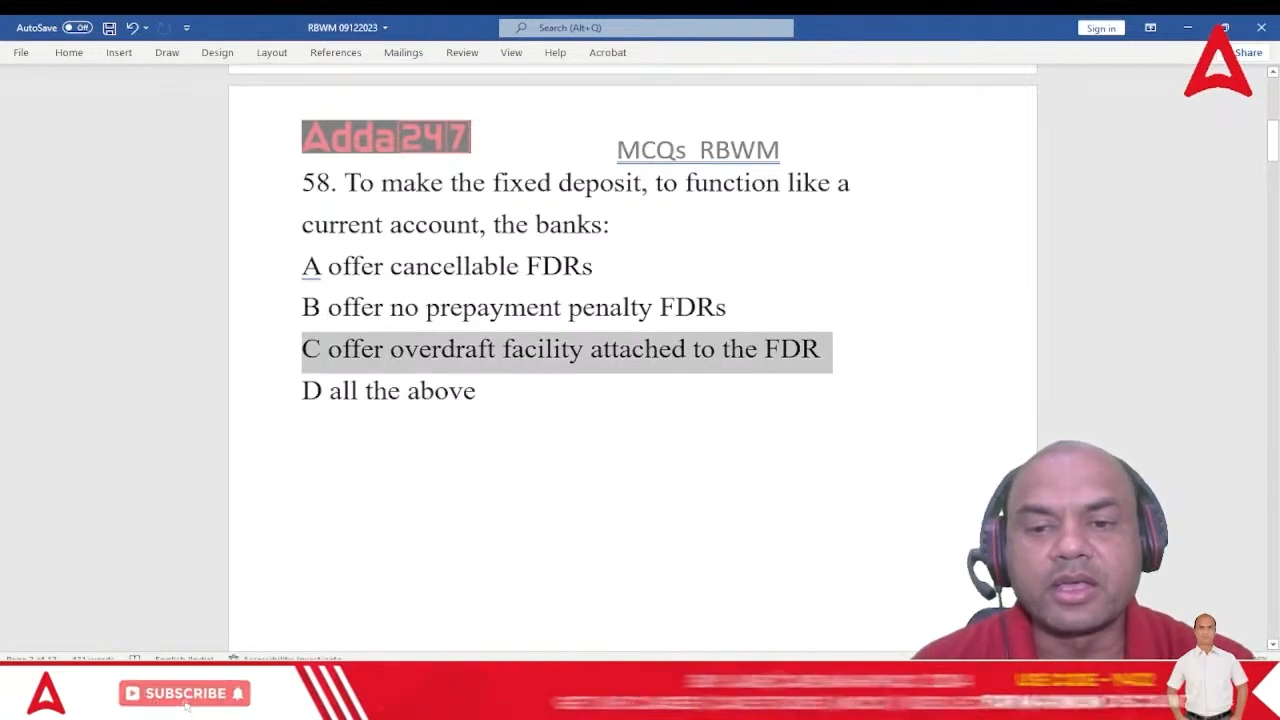 AutoSave Off RBWM 09122023 Search (Alt+Q) Sign in
File Home Insert Draw Design Layout References Mailings Review View Help Acrobat Share
Adda247
MCQs RBWM
58. To make the fixed deposit, to function like a
current account, the banks:
A offer cancellable FDRs
B offer no prepayment penalty FDRs
C offer overdraft facility attached to the FDR
D all the above
SUBSCRIBE